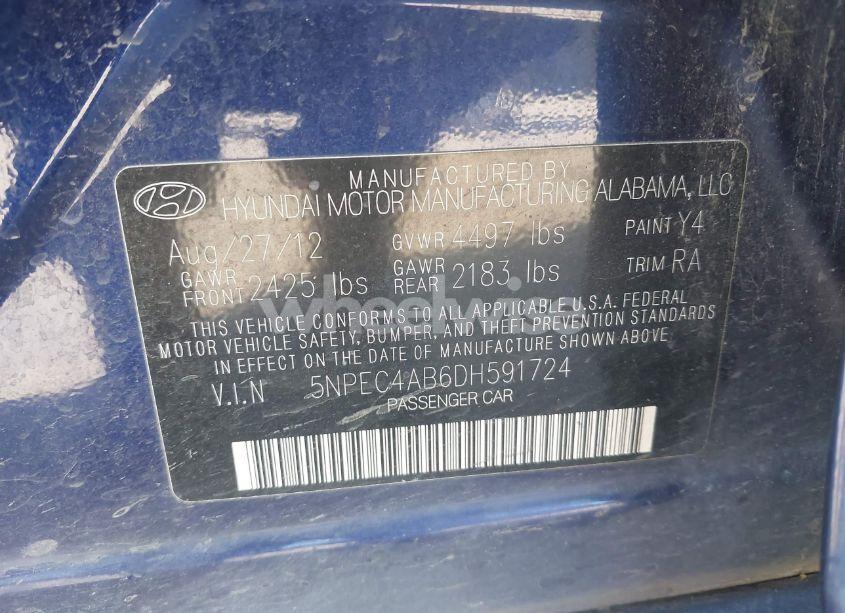 MANUFACTURED BY
HYUNDAI MOTOR MANUFACTURING ALABAMA, LLC
Aug/27/12 GVWR 4497 lbs PAINT Y4
GAWR FRONT 2425 lbs GAWR REAR 2183 lbs TRIM RA
wheelwise
THIS VEHICLE CONFORMS TO ALL APPLICABLE U.S.A. FEDERAL
MOTOR VEHICLE SAFETY, BUMPER, AND THEFT PREVENTION STANDARDS
IN EFFECT ON THE DATE OF MANUFACTURE SHOWN ABOVE
V.I.N 5NPEC4AB6DH591724
PASSENGER CAR